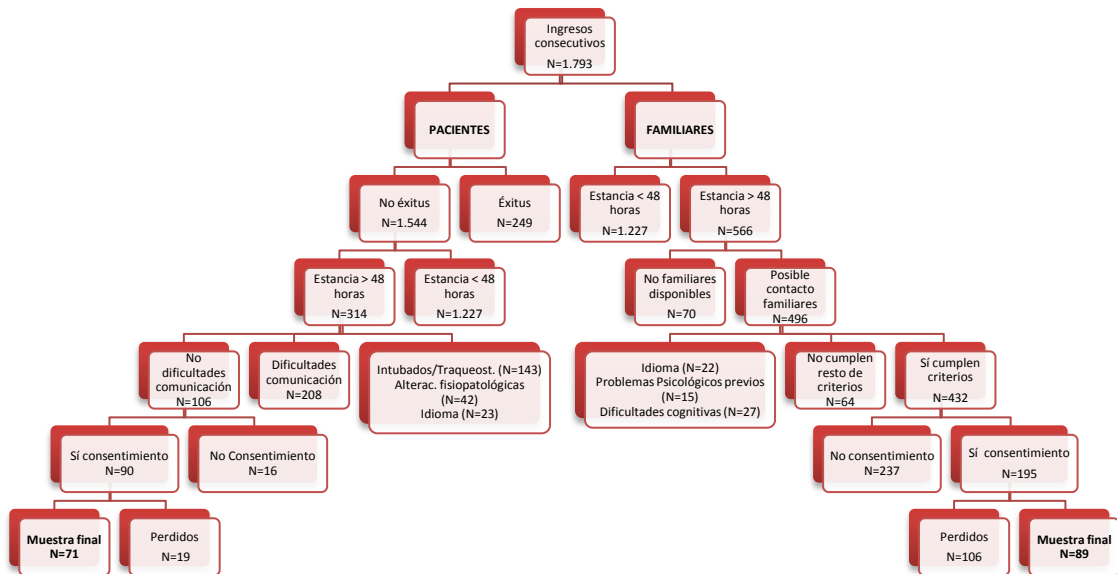 Ingresos
consecutivos
N=1.793
PACIENTES
FAMILIARES
No éxitus
N=1.544
Éxitus
N=249
Estancia < 48
horas
N=1.227
Estancia > 48
horas
N=566
Estancia > 48
horas
N=314
Estancia < 48
horas
N=1.227
No familiares
disponibles
N=70
Posible
contacto
familiares
N=496
No
dificultades
comunicación
N=106
Dificultades
comunicación
N=208
Intubados/Traqueost. (N=143)
Alterac. fisiopatológicas
(N=42)
Idioma (N=23)
Idioma (N=22)
Problemas Psicológicos previos
(N=15)
Dificultades cognitivas (N=27)
No cumplen
resto de
criterios
N=64
Sí cumplen
criterios
N=432
Sí consentimiento
N=90
No Consentimiento
N=16
No consentimiento
N=237
Sí consentimiento
N=195
Muestra final
N=71
Perdidos
N=19
Perdidos
N=106
Muestra final
N=89